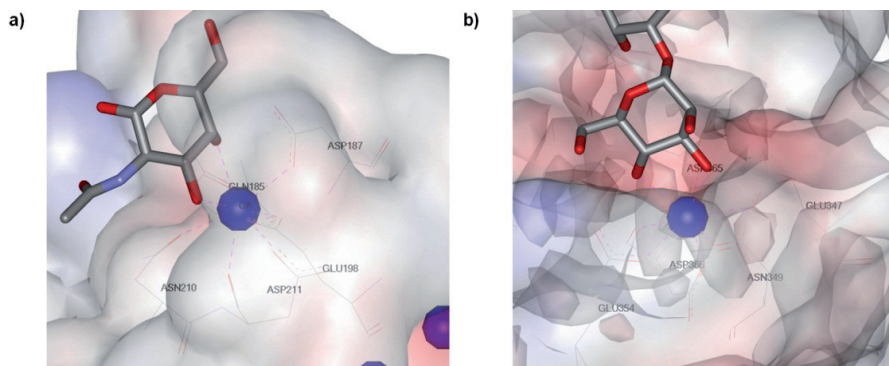 a)
b)
ASP187
GLN185
GLU198
ASN210
ASP211
ASP365
GLU347
ASP366
ASN349
GLU354